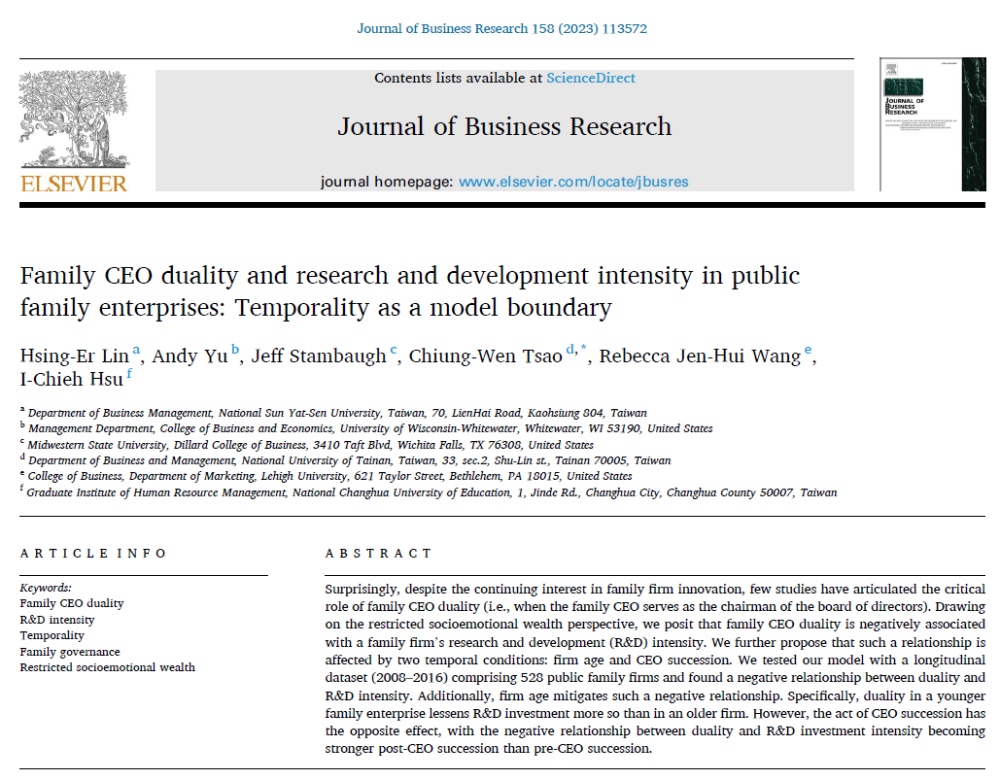 Journal of Business Research 158 (2023) 113572
Contents lists available at ScienceDirect
Journal of Business Research
journal homepage: www.elsevier.com/locate/jbusres
ELSEVIER
JOURNAL OF
BUSINESS
RESEARCH
Family CEO duality and research and development intensity in public
family enterprises: Temporality as a model boundary
Hsing-Er Lin a, Andy Yu b, Jeff Stambaugh c, Chiung-Wen Tsao d,*, Rebecca Jen-Hui Wang e,
I-Chieh Hsu f
a Department of Business Management, National Sun Yat-Sen University, Taiwan, 70, LienHai Road, Kaohsiung 804, Taiwan
b Management Department, College of Business and Economics, University of Wisconsin-Whitewater, Whitewater, WI 53190, United States
c Midwestern State University, Dillard College of Business, 3410 Taft Blvd, Wichita Falls, TX 76308, United States
d Department of Business and Management, National University of Tainan, Taiwan, 33, sec.2, Shu-Lin st., Tainan 70005, Taiwan
e College of Business, Department of Marketing, Lehigh University, 621 Taylor Street, Bethlehem, PA 18015, United States
f Graduate Institute of Human Resource Management, National Changhua University of Education, 1, Jinde Rd., Changhua City, Changhua County 50007, Taiwan
ARTICLE INFO
Keywords:
Family CEO duality
R&D intensity
Temporality
Family governance
Restricted socioemotional wealth
ABSTRACT
Surprisingly, despite the continuing interest in family firm innovation, few studies have articulated the critical
role of family CEO duality (i.e., when the family CEO serves as the chairman of the board of directors). Drawing
on the restricted socioemotional wealth perspective, we posit that family CEO duality is negatively associated
with a family firm's research and development (R&D) intensity. We further propose that such a relationship is
affected by two temporal conditions: firm age and CEO succession. We tested our model with a longitudinal
dataset (2008–2016) comprising 528 public family firms and found a negative relationship between duality and
R&D intensity. Additionally, firm age mitigates such a negative relationship. Specifically, duality in a younger
family enterprise lessens R&D investment more so than in an older firm. However, the act of CEO succession has
the opposite effect, with the negative relationship between duality and R&D investment intensity becoming
stronger post-CEO succession than pre-CEO succession.